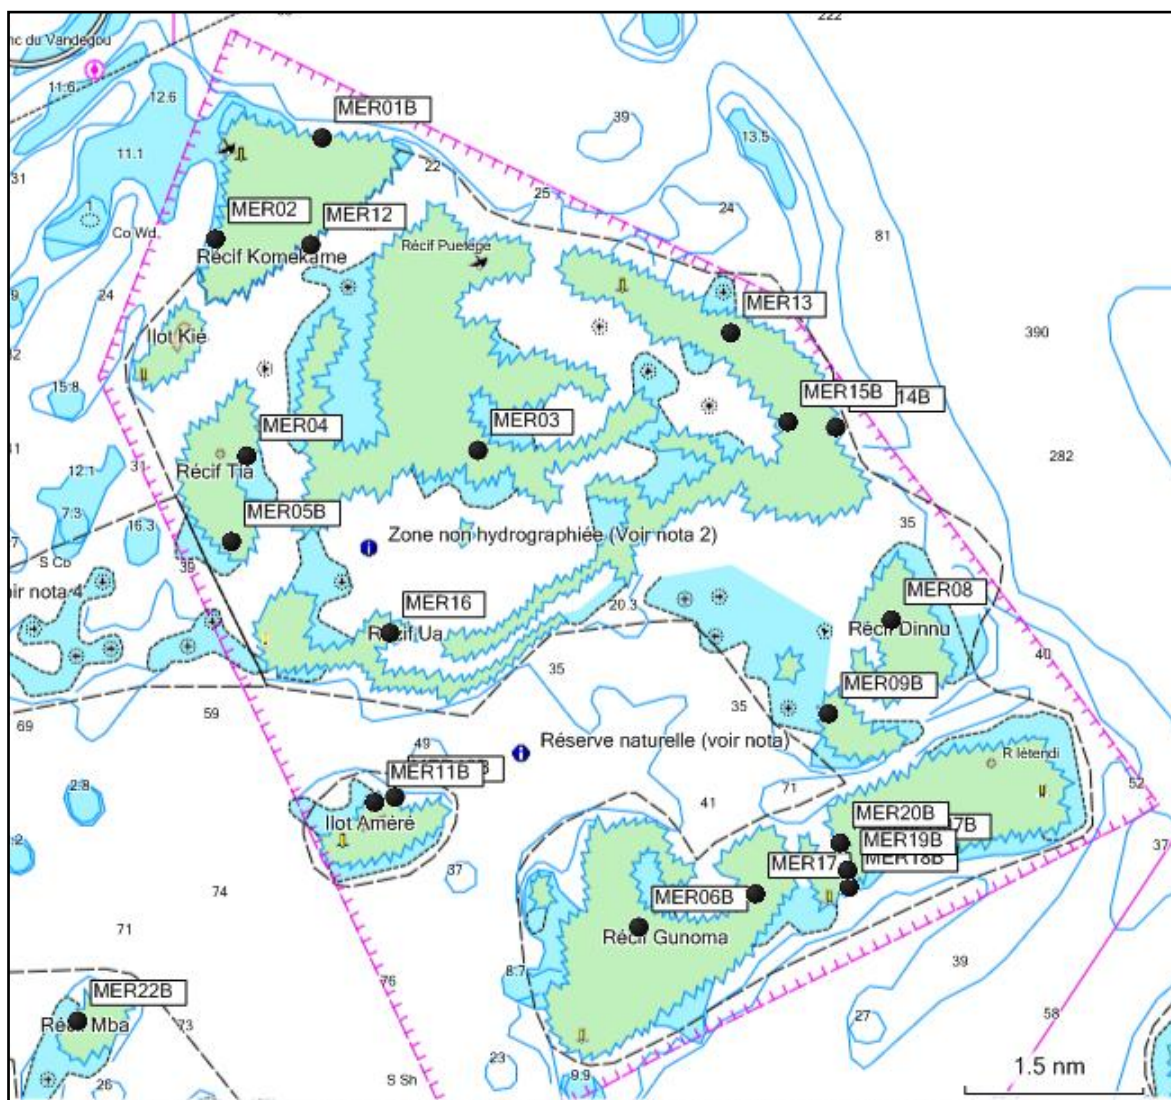 222
nc du Vandegou
11.6
12.6
MER01B
39
13.5
11.1
31
22
25
1
24
MER02
MER12
Co Wd
81
Récif Puetége
Récif Komekame
24
MER13
390
Ilot Kié
15.8
MER15B
14B
MER04
MER03
31
Récif Tia
12.1
282
7.3
16.3
MER05B
35
Zone non hydrographiée (Voir nota 2)
S Co
39
ir nota 4
20.3
MER16
MER08
Récif Ua
Récif Dinnu
40
35
MER09B
35
59
69
49
Réserve naturelle (voir nota)
R Iétendi
MER11B
52
2.8
71
41
Ilot Améré
MER20B
7B
MER19B
MER17
MER18B
37
74
MER06B
71
Récif Gunoma
39
8.7
76
MER22B
Récif Mba
73
27
58
23
1.5 nm
S Sh
9.9
26